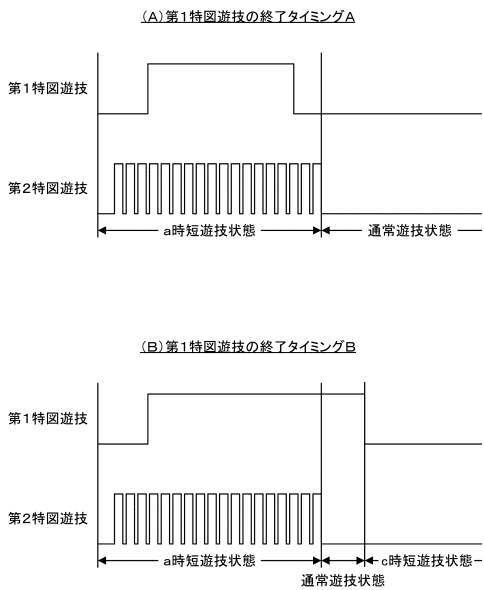 (A)第1特図遊技の終了タイミングA
第1特図遊技
第2特図遊技
a時短遊技状態
通常遊技状態
(B)第1特図遊技の終了タイミングB
第1特図遊技
第2特図遊技
a時短遊技状態
c時短遊技状態
通常遊技状態